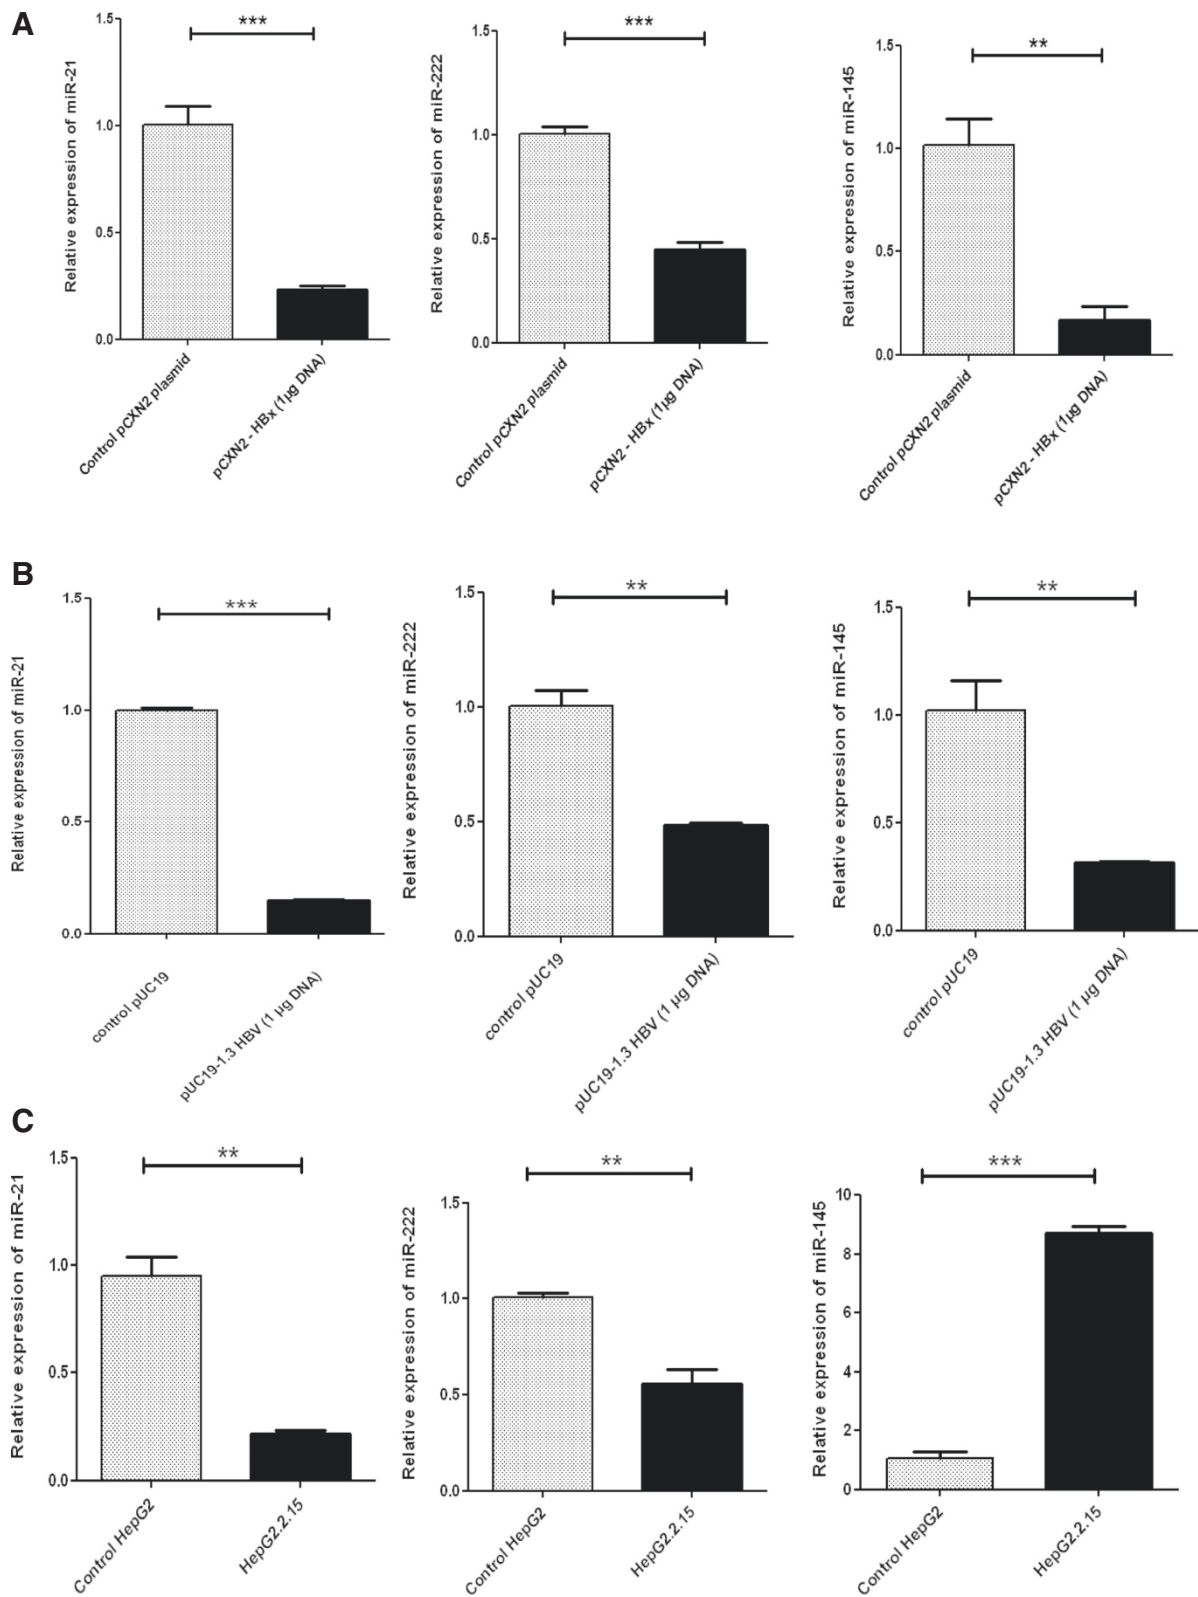 A
***
Relative expression of miR-21
1.5
1.0
0.5
0.0
Control pCXN2 plasmid
pCXN2 - HBx (1µg DNA)
***
Relative expression of miR-222
1.5
1.0
0.5
0.0
Control pCXN2 plasmid
pCXN2 - HBx (1µg DNA)
**
Relative expression of miR-145
1.5
1.0
0.5
0.0
Control pCXN2 plasmid
pCXN2 - HBx (1µg DNA)
B
***
Relative expression of miR-21
1.5
1.0
0.5
0.0
control pUC19
pUC19-1.3 HBV (1 µg DNA)
**
Relative expression of miR-222
1.5
1.0
0.5
0.0
control pUC19
pUC19-1.3 HBV (1 µg DNA)
**
Relative expression of miR-145
1.5
1.0
0.5
0.0
control pUC19
pUC19-1.3 HBV (1 µg DNA)
C
**
Relative expression of miR-21
1.5
1.0
0.5
0.0
Control HepG2
HepG2.2.15
**
Relative expression of miR-222
1.5
1.0
0.5
0.0
Control HepG2
HepG2.2.15
***
Relative expression of miR-145
10
8
6
4
2
0
Control HepG2
HepG2.2.15